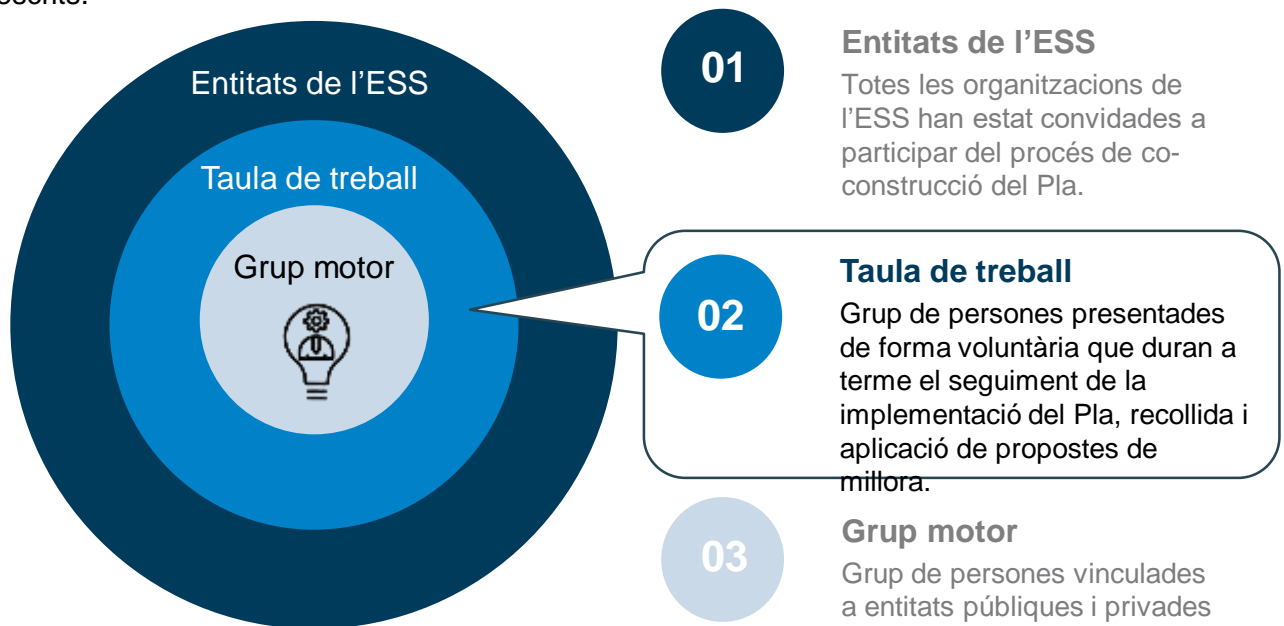 Entitats de l’ESS
Taula de treball
Grup motor
01
Entitats de l’ESS
Totes les organitzacions de
l’ESS han estat convidades a
participar del procés de co-
construcció del Pla.
02
Taula de treball
Grup de persones presentades
de forma voluntària que duran a
terme el seguiment de la
implementació del Pla, recollida i
aplicació de propostes de
millora.
03
Grup motor
Grup de persones vinculades
a entitats públiques i privades